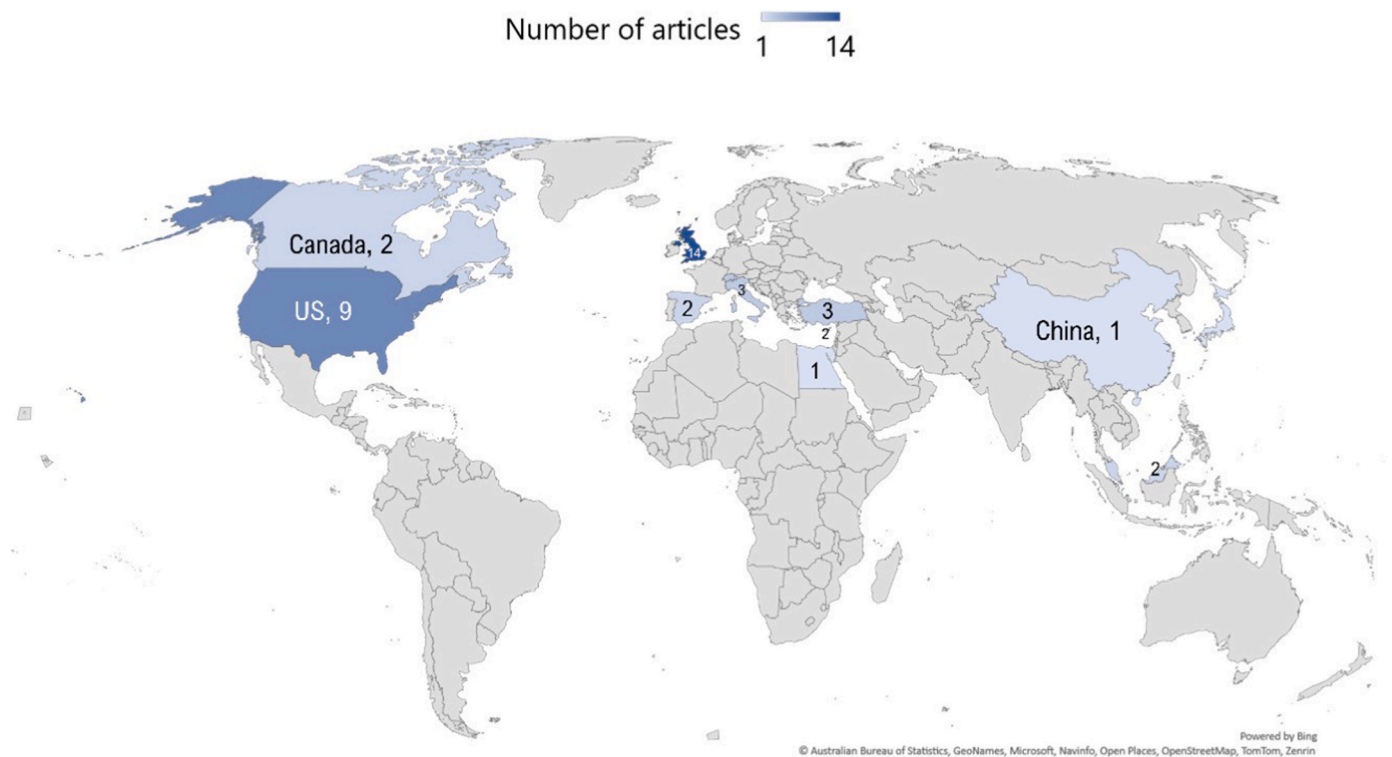 Number of articles
1 14
Canada, 2
US, 9
14
3
2
3
2
1
China, 1
2
Powered by Bing
© Australian Bureau of Statistics, GeoNames, Microsoft, Navinfo, Open Places, OpenStreetMap, TomTom, Zenrin